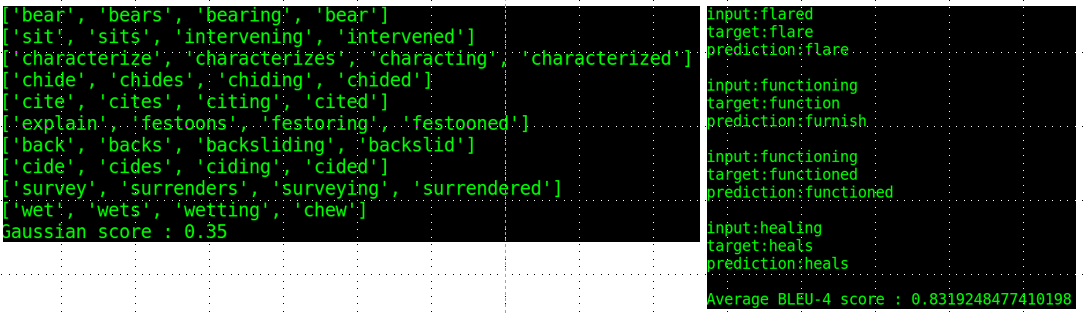 ['bear', 'bears', 'bearing', 'bear']
['sit', 'sits', 'intervening', 'intervened']
['characterize', 'characterizes', 'characting', 'characterized']
['chide', 'chides', 'chiding', 'chided']
['cite', 'cites', 'citing', 'cited']
['explain', 'festoons', 'festoring', 'festooned']
['back', 'backs', 'backsliding', 'backslid']
['cide', 'cides', 'ciding', 'cided']
['survey', 'surrenders', 'surveying', 'surrendered']
['wet', 'wets', 'wetting', 'chew']
Gaussian score : 0.35
input:flared
target:flare
prediction:flare
input:functioning
target:function
prediction:furnish
input:functioning
target:functioned
prediction:functioned
input:healing
target:heals
prediction:heals
Average BLEU-4 score : 0.8319248477410198